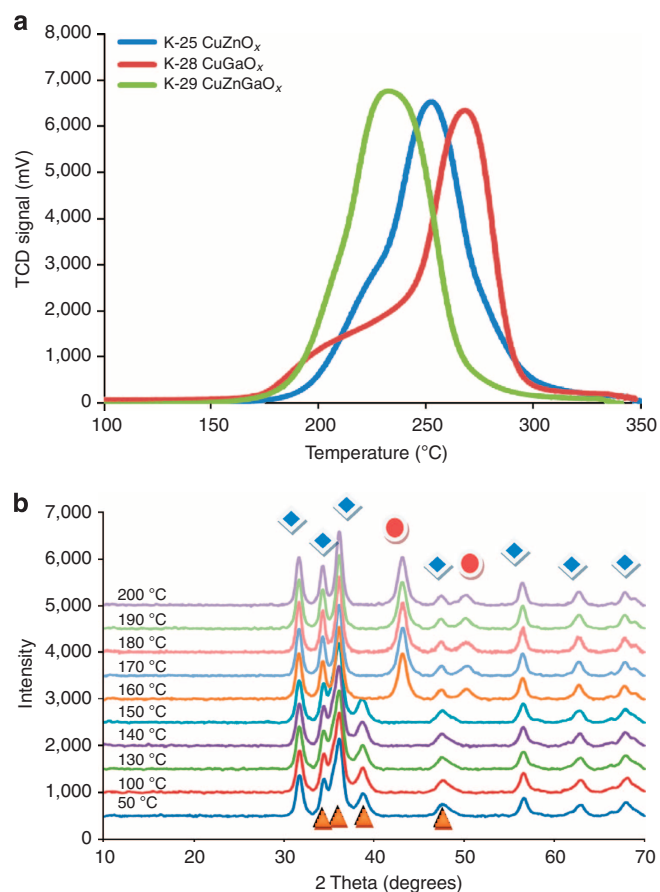 a
8,000
7,000
6,000
5,000
4,000
3,000
2,000
1,000
0
TCD signal (mV)
K-25 CuZnOx
K-28 CuGaOx
K-29 CuZnGaOx
100 150 200 250 300 350
Temperature (°C)
b
7,000
6,000
5,000
4,000
3,000
2,000
1,000
0
Intensity
200 °C
190 °C
180 °C
170 °C
160 °C
150 °C
140 °C
130 °C
100 °C
50 °C
10 20 30 40 50 60 70
2 Theta (degrees)